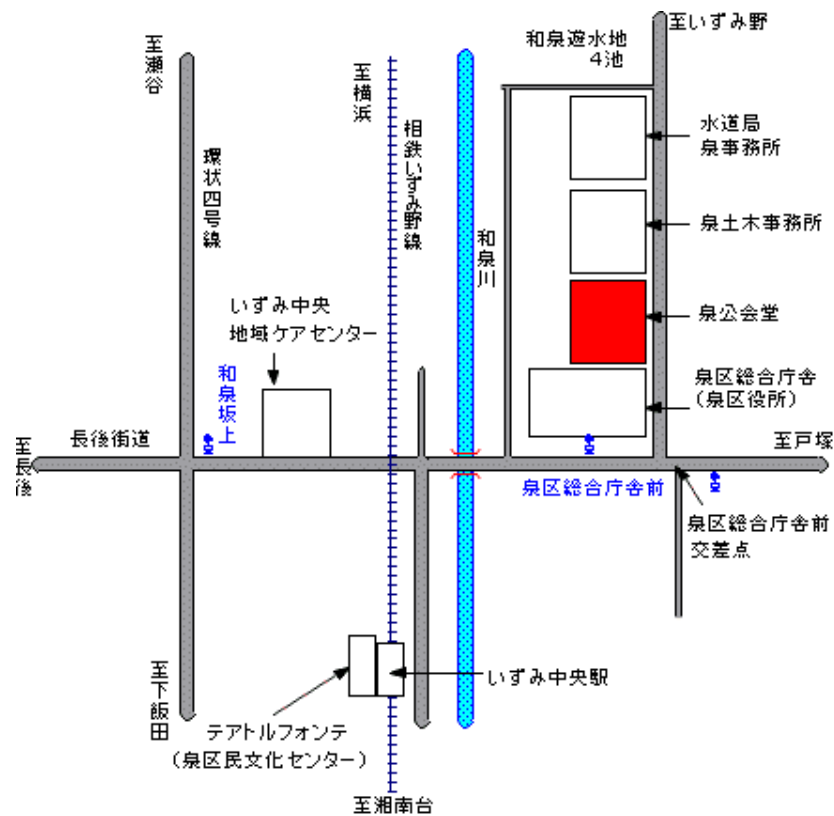 至いずみ野
和泉遊水地
4池
至瀬谷
至横浜
環状四号線
相鉄いずみ野線
水道局
泉事務所
泉土木事務所
和泉川
泉公会堂
いずみ中央
地域ケアセンター
和泉坂上
泉区総合庁舎
(泉区役所)
長後街道
至長後
至戸塚
泉区総合庁舎前
泉区総合庁舎前
交差点
至下飯田
いずみ中央駅
テアトルフォンテ
(泉区民文化センター)
至湘南台